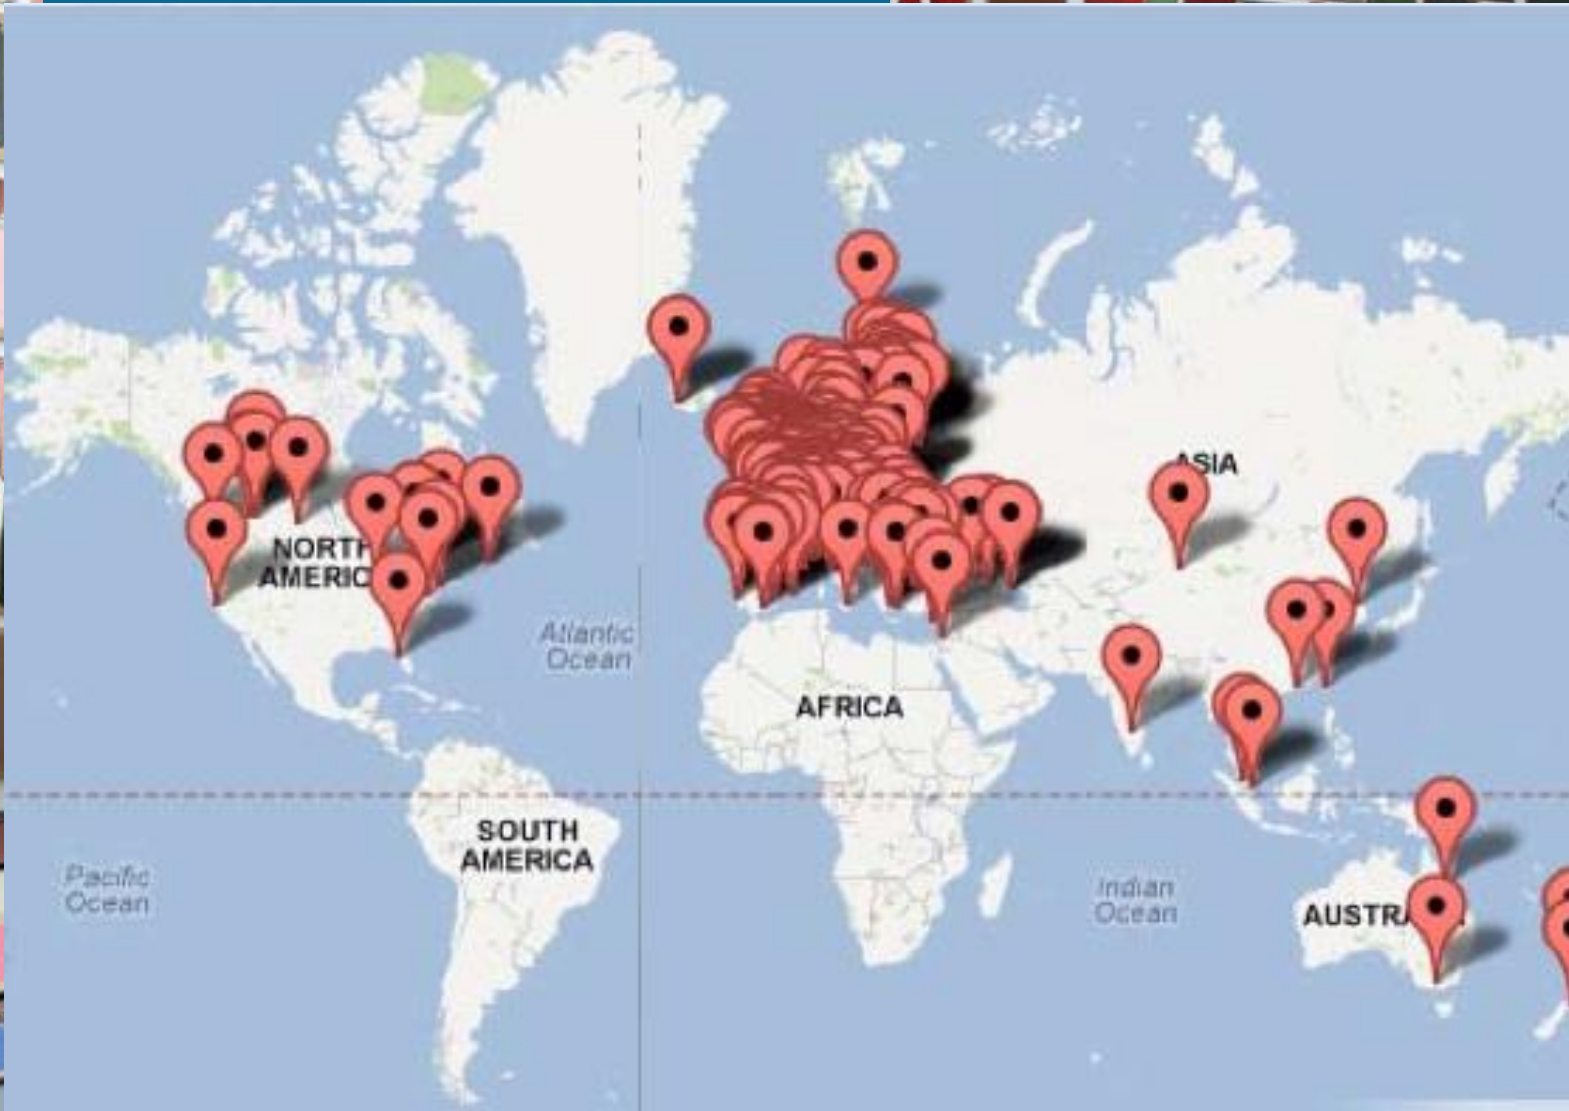 ASIA
NORTH
AMERIC
Atlantic
Ocean
AFRICA
SOUTH
AMERICA
Pacific
Ocean
Indian
Ocean
AUSTRA